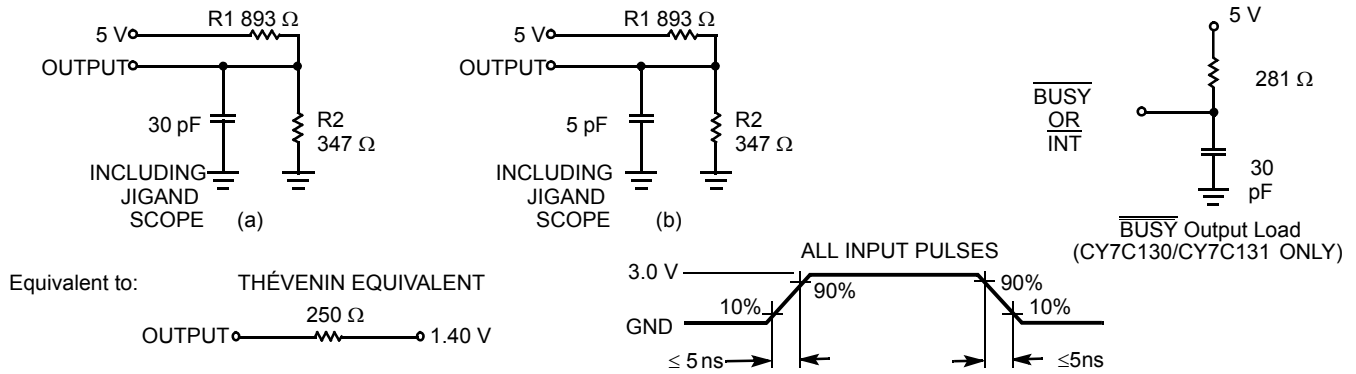 R1 893 Ω
5 V
OUTPUT
30 pF
R2
347 Ω
INCLUDING
JIGAND
SCOPE
(a)
R1 893 Ω
5 V
OUTPUT
5 pF
R2
347 Ω
INCLUDING
JIGAND
SCOPE
(b)
5 V
281 Ω
BUSY
OR
INT
30
pF
BUSY Output Load
(CY7C130/CY7C131 ONLY)
Equivalent to:
THÉVENIN EQUIVALENT
250 Ω
OUTPUT
1.40 V
ALL INPUT PULSES
3.0 V
90%
90%
10%
10%
GND
≤ 5 ns
≤5ns